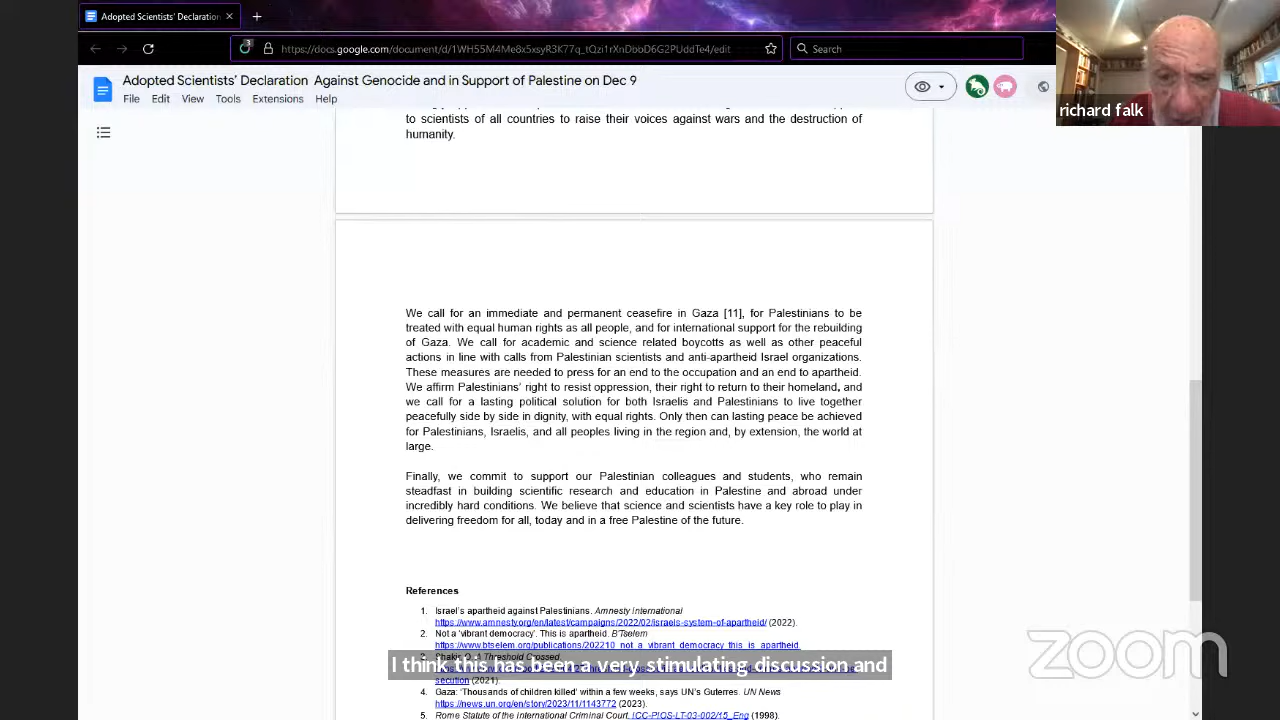 Adopted Scientists' Declaration
https://docs.google.com/document/d/1WH55M4Me8x5xsyR3K77q_tQzi1rXnDbbD6G2PUddTe4/edit
Search
Adopted Scientists' Declaration Against Genocide and in Support of Palestine on Dec 9
File Edit View Tools Extensions Help
richard falk
to scientists of all countries to raise their voices against wars and the destruction of
humanity.
We call for an immediate and permanent ceasefire in Gaza [11], for Palestinians to be
treated with equal human rights as all people, and for international support for the rebuilding
of Gaza. We call for academic and science related boycotts as well as other peaceful
actions in line with calls from Palestinian scientists and anti-apartheid Israel organizations.
These measures are needed to press for an end to the occupation and an end to apartheid.
We affirm Palestinians' right to resist oppression, their right to return to their homeland, and
we call for a lasting political solution for both Israelis and Palestinians to live together
peacefully side by side in dignity, with equal rights. Only then can lasting peace be achieved
for Palestinians, Israelis, and all peoples living in the region and, by extension, the world at
large.
Finally, we commit to support our Palestinian colleagues and students, who remain
steadfast in building scientific research and education in Palestine and abroad under
incredibly hard conditions. We believe that science and scientists have a key role to play in
delivering freedom for all, today and in a free Palestine of the future.
References
1. Israel's apartheid against Palestinians. Amnesty International
https://www.amnesty.org/en/latest/campaigns/2022/02/israels-system-of-apartheid/ (2022).
2. Not a 'vibrant democracy'. This is apartheid. B'Tselem
https://www.btselem.org/publications/202210_not_a_vibrant_democracy_this_is_apartheid.
I think this has been a very stimulating discussion and
secution (2021).
4. Gaza: 'Thousands of children killed' within a few weeks, says UN's Guterres. UN News
https://news.un.org/en/story/2023/11/1143772 (2023).
5. Rome Statute of the International Criminal Court. ICC-PIOS-LT-03-002/15_Eng (1998).
zoom